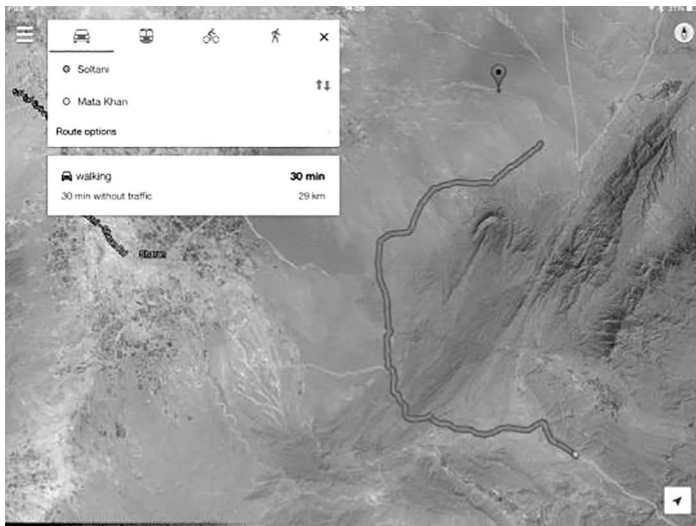 Soltani
Mata Khan
Route options
walking
30 min
30 min without traffic
29 km